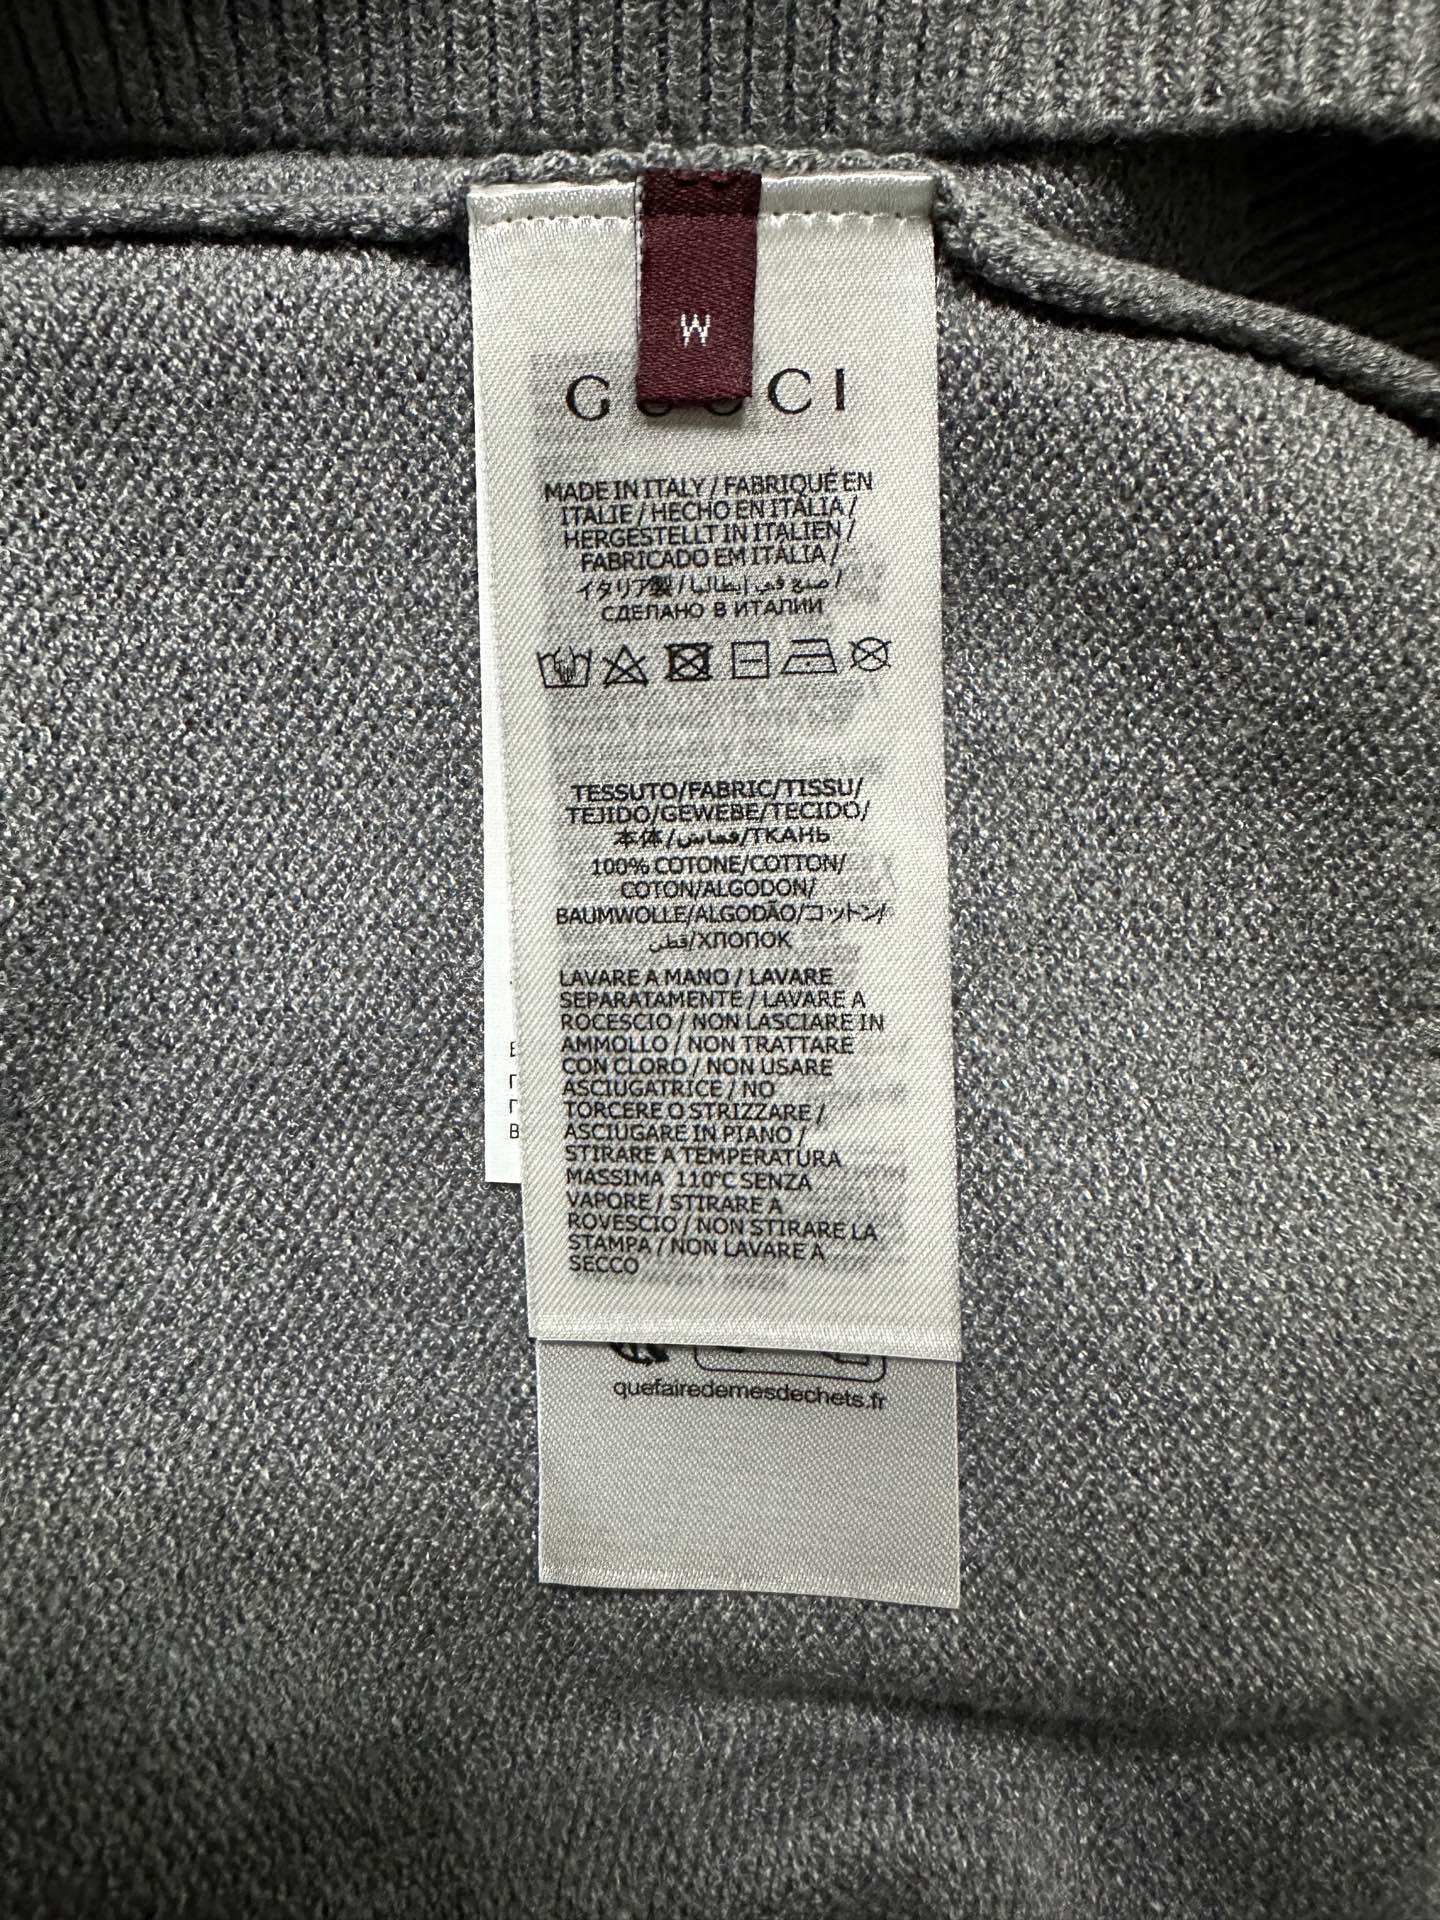 W
GUCCI
MADE IN ITALY / FABRIQUÉ EN
ITALIE / HECHO EN ITÁLIA /
HERGESTELLT IN ITALIEN /
FABRICADO EM ITÁLIA /
イタリア製 / صنع في إيطاليا /
СДЕЛАНО В ИТАЛИИ
TESSUTO/FABRIC/TISSU/
TEJIDO/GEWEBE/TECIDO/
本体/قماش/ТКАНЬ
100% COTONE/COTTON/
COTON/ALGODON/
BAUMWOLLE/ALGODÃO/コットン/
قطن/ХЛОПОК
LAVARE A MANO / LAVARE
SEPARATAMENTE / LAVARE A
ROCESCIO / NON LASCIARE IN
AMMOLLO / NON TRATTARE
CON CLORO / NON USARE
ASCIUGATRICE / NO
TORCERE O STRIZZARE /
ASCIUGARE IN PIANO /
STIRARE A TEMPERATURA
MASSIMA 110°C SENZA
VAPORE / STIRARE A
ROVESCIO / NON STIRARE LA
STAMPA / NON LAVARE A
SECCO
quefairedemesdechets.fr